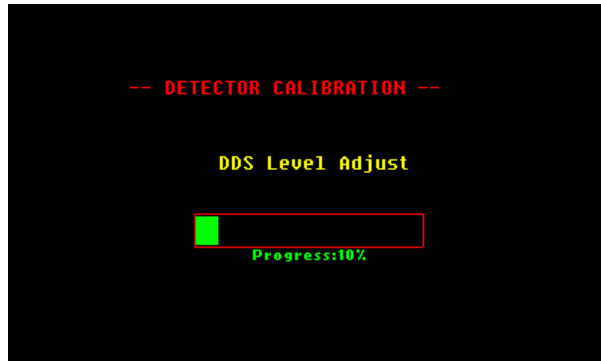 -- DETECTOR CALIBRATION --
DDS Level Adjust
Progress:10%